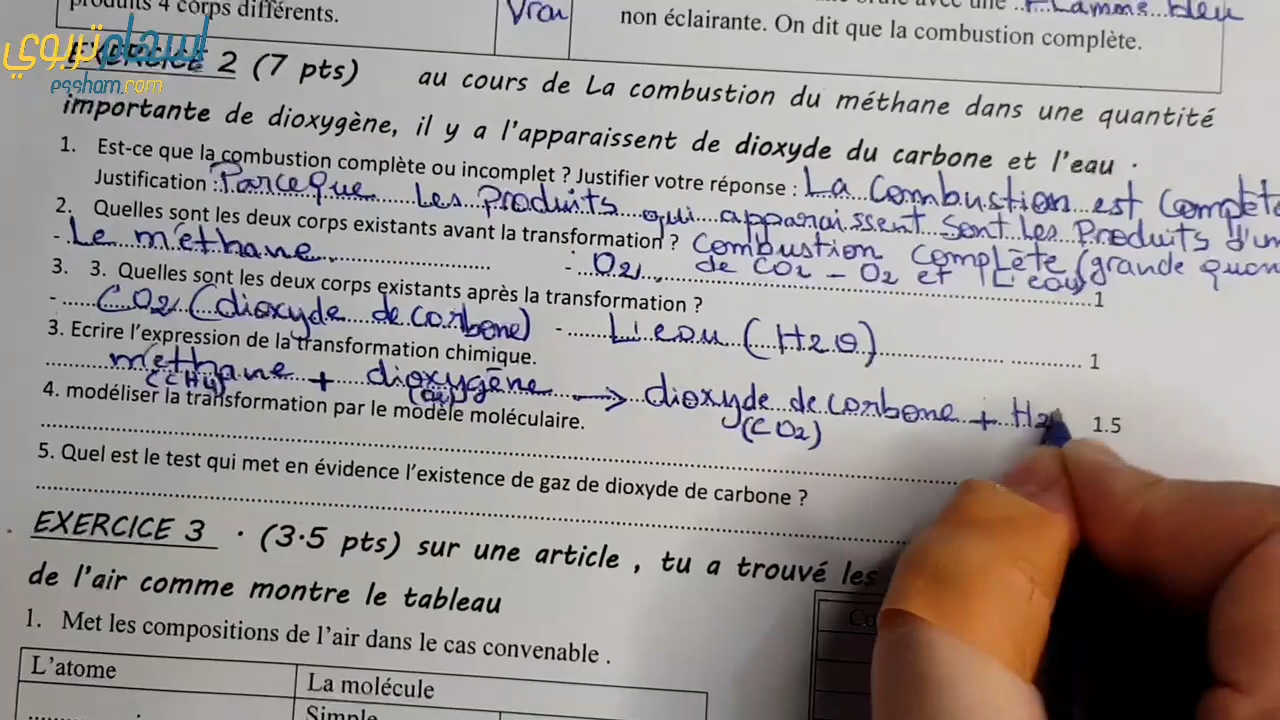 produits 4 corps différents.
Vrai
Flamme bleu
non éclairante. On dit que la combustion complète.
اسهام تربوي
essham.com
EXERCICE 2 (7 pts) au cours de La combustion du méthane dans une quantité
importante de dioxygène, il y a l'apparaissent de dioxyde du carbone et l'eau .
1. Est-ce que la combustion complète ou incomplet ? Justifier votre réponse : La Combustion est Complète
Justification : Parceque Les Produits qui apparaissent sont Les Produits d'un
2. Quelles sont les deux corps existants avant la transformation ? Combustion Complète (grande quan
- Le méthane - O2 de CO2 - O2 et L'eau) 1
3. 3. Quelles sont les deux corps existants après la transformation ?
- CO2 (dioxyde de carbone) - L'eau (H2O) 1
3. Ecrire l'expression de la transformation chimique.
méthane + dioxygène → dioxyde de carbone + H2 1.5
(CH4) (O2) (CO2)
4. modéliser la transformation par le modèle moléculaire.
5. Quel est le test qui met en évidence l'existence de gaz de dioxyde de carbone ?
EXERCICE 3 . (3.5 pts) sur une article , tu a trouvé les
de l'air comme montre le tableau
Co
1. Met les compositions de l'air dans le cas convenable .
L'atome La molécule
Simple